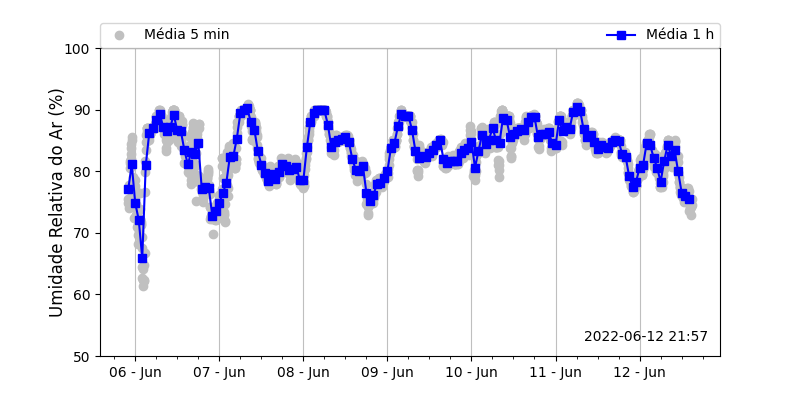 Média 5 min
Média 1 h
Umidade Relativa do Ar (%)
100
90
80
70
60
50
2022-06-12 21:57
06 - Jun
07 - Jun
08 - Jun
09 - Jun
10 - Jun
11 - Jun
12 - Jun